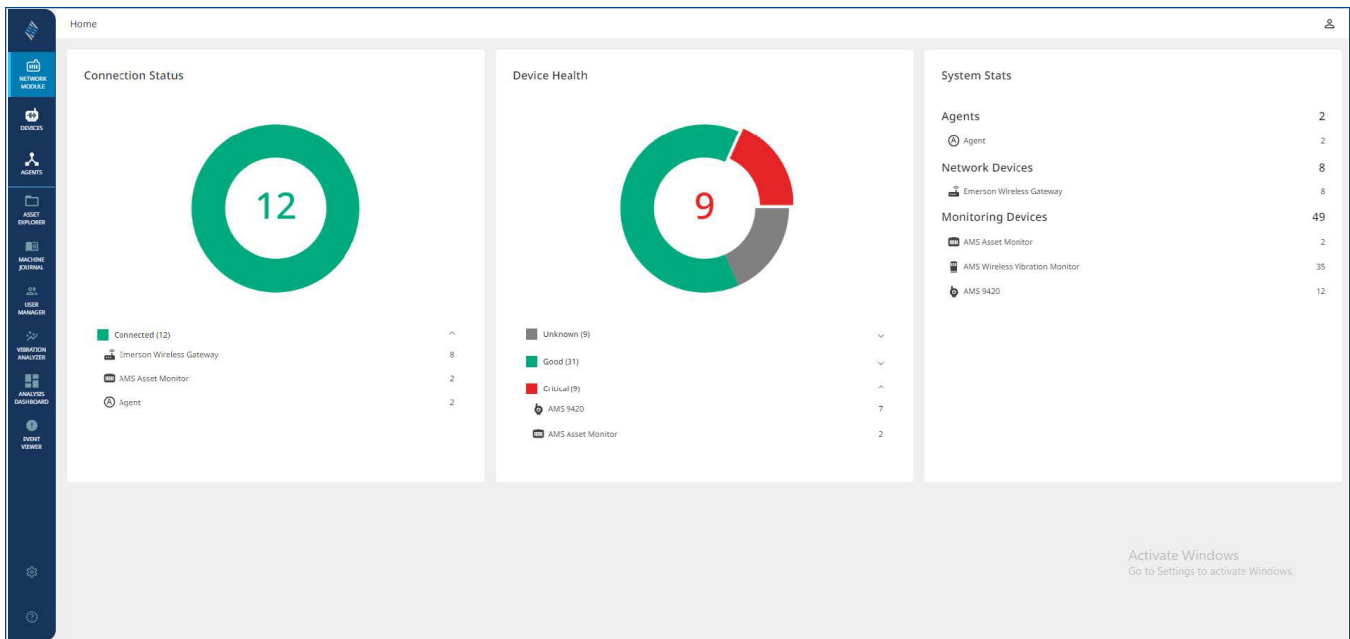 Home
NETWORK
MODULE
DEVICES
AGENTS
ASSET
EXPLORER
MACHINE
JOURNAL
USER
MANAGER
VIBRATION
ANALYZER
ANALYSIS
DASHBOARD
EVENT
VIEWER
Connection Status
12
Connected (12)
Emerson Wireless Gateway 8
AMS Asset Monitor 2
A Agent 2
Device Health
9
Unknown (9)
Good (31)
Critical (9)
AMS 9420 7
AMS Asset Monitor 2
System Stats
Agents 2
A Agent 2
Network Devices 8
Emerson Wireless Gateway 8
Monitoring Devices 49
AMS Asset Monitor 2
AMS Wireless Vibration Monitor 35
AMS 9420 12
Activate Windows
Go to Settings to activate Windows.